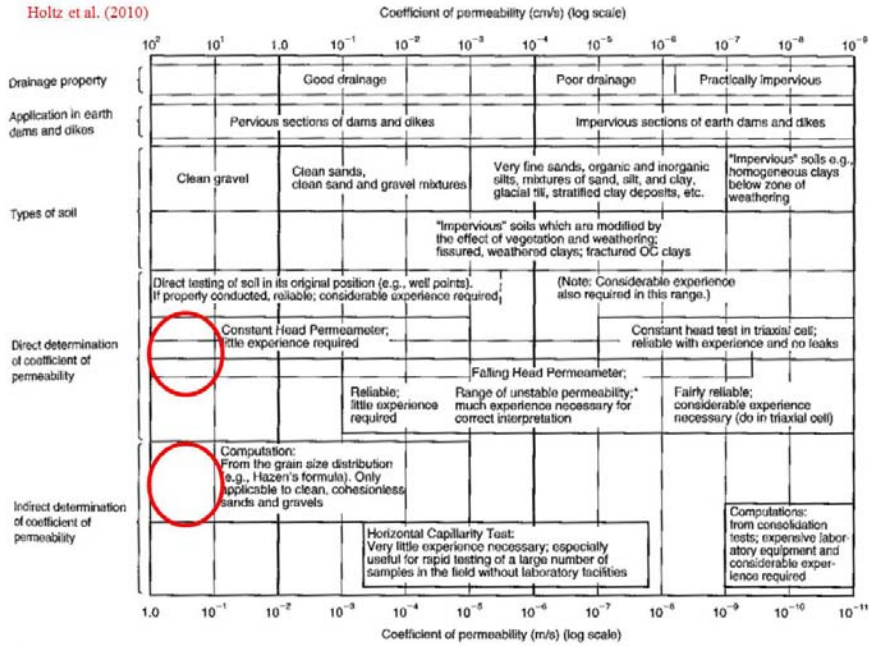 Holtz et al. (2010)
Coefficient of permeability (cm/s) (log scale)
10² 10¹ 1.0 10⁻¹ 10⁻² 10⁻³ 10⁻⁴ 10⁻⁵ 10⁻⁶ 10⁻⁷ 10⁻⁸ 10⁻⁹
Drainage property
Good drainage
Poor drainage
Practically impervious
Application in earth
dams and dikes
Pervious sections of dams and dikes
Impervious sections of earth dams and dikes
Types of soil
Clean gravel
Clean sands,
clean sand and gravel mixtures
Very fine sands, organic and inorganic
silts, mixtures of sand, silt, and clay,
glacial till, stratified clay deposits, etc.
"Impervious" soils e.g.,
homogeneous clays
below zone of
weathering
"Impervious" soils which are modified by
the effect of vegetation and weathering;
fissured, weathered clays; fractured OC clays
Direct determination
of coefficient of
permeability
Direct testing of soil in its original position (e.g., well points).
If properly conducted, reliable; considerable experience required,
(Note: Considerable experience
also required in this range.)
Constant Head Permeameter;
little experience required
Constant head test in triaxial cell;
reliable with experience and no leaks
Falling Head Permeameter;
Reliable;
little experience
required
Range of unstable permeability;*
much experience necessary for
correct interpretation
Fairly reliable;
considerable experience
necessary (do in triaxial cell)
Indirect determination
of coefficient of
permeability
Computation:
From the grain size distribution
(e.g., Hazen's formula). Only
applicable to clean, cohesionless
sands and gravels
Horizontal Capillarity Test:
Very little experience necessary; especially
useful for rapid testing of a large number of
samples in the field without laboratory facilities
Computations:
from consolidation
tests; expensive labor-
atory equipment and
considerable exper-
ience required
1.0 10⁻¹ 10⁻² 10⁻³ 10⁻⁴ 10⁻⁵ 10⁻⁶ 10⁻⁷ 10⁻⁸ 10⁻⁹ 10⁻¹⁰ 10⁻¹¹
Coefficient of permeability (m/s) (log scale)